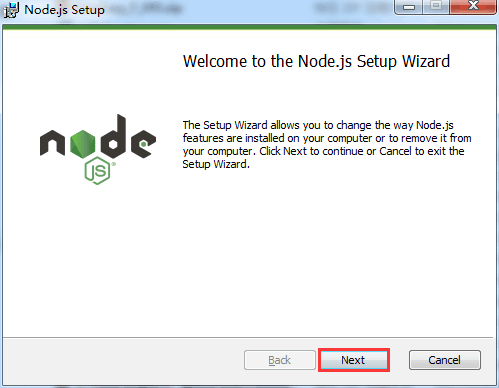 Node.js Setup
Welcome to the Node.js Setup Wizard
node
JS
The Setup Wizard allows you to change the way Node.js
features are installed on your computer or to remove it from
your computer. Click Next to continue or Cancel to exit the
Setup Wizard.
Back
Next
Cancel